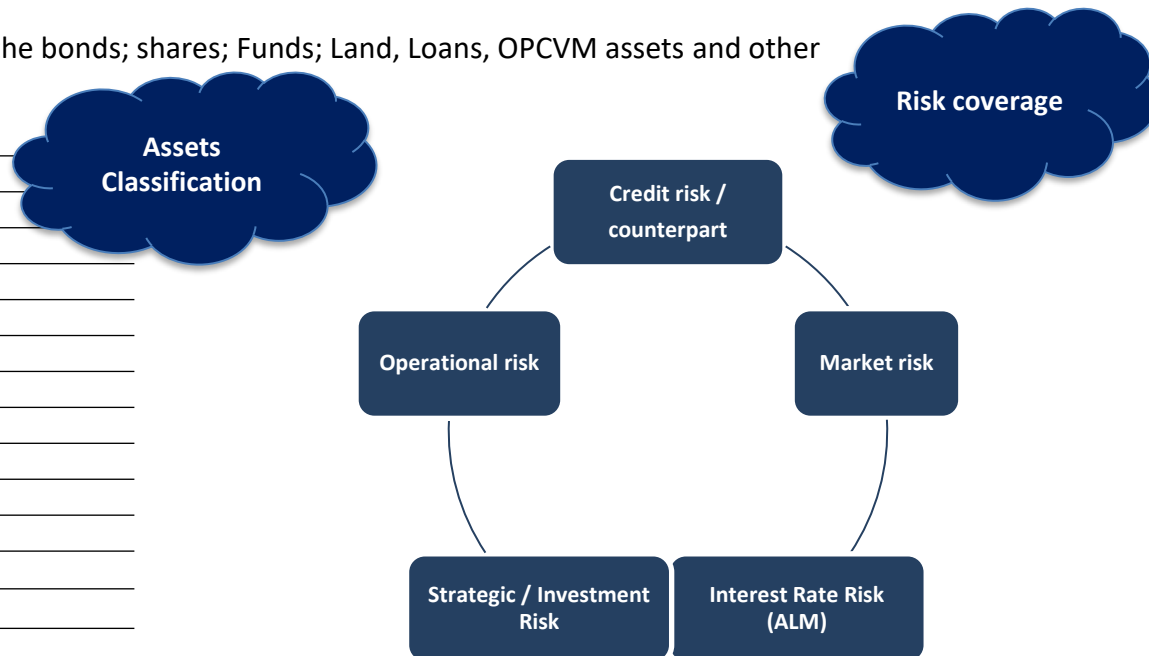 he bonds; shares; Funds; Land, Loans, OPCVM assets and other
Risk coverage
Assets
Classification
Credit risk /
counterpart
Operational risk
Market risk
Strategic / Investment
Risk
Interest Rate Risk
(ALM)